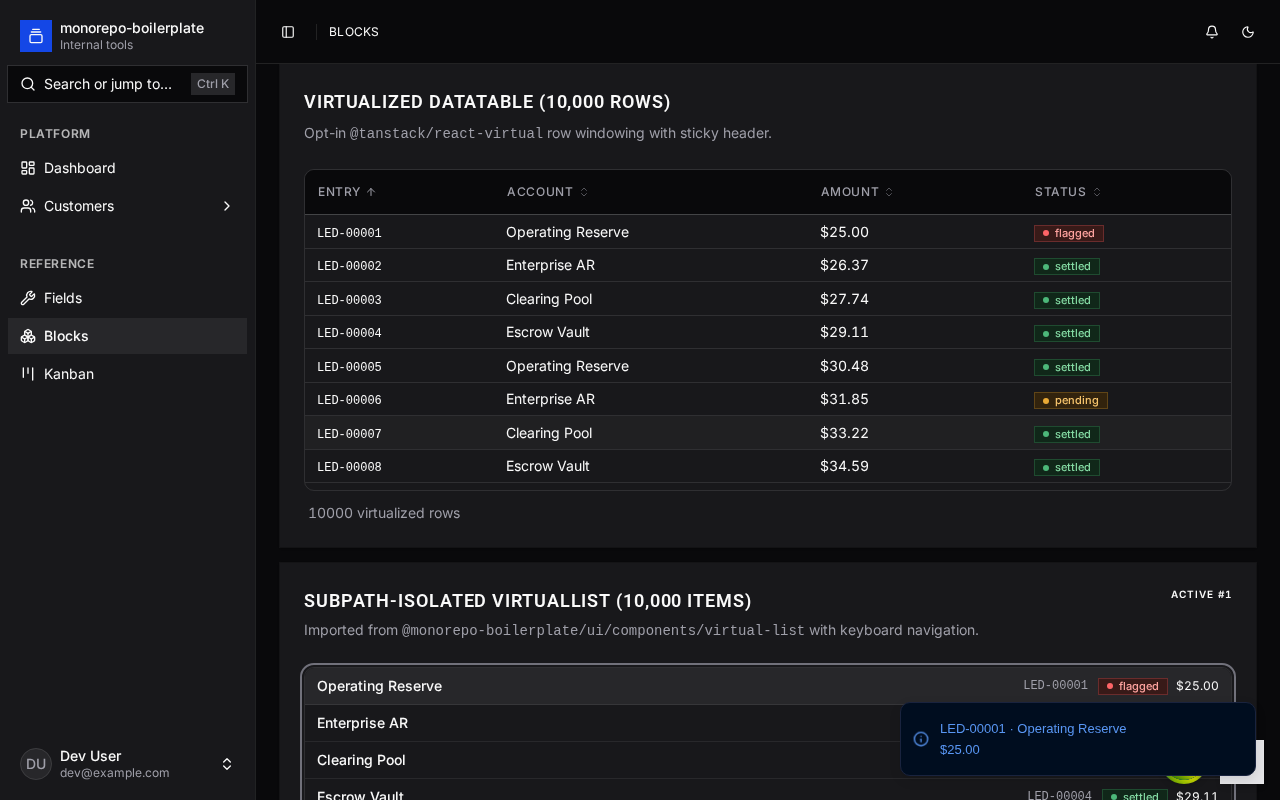 monorepo-boilerplate
Internal tools
Search or jump to... Ctrl K
PLATFORM
Dashboard
Customers
REFERENCE
Fields
Blocks
Kanban
DU
Dev User
dev@example.com
BLOCKS
VIRTUALIZED DATATABLE (10,000 ROWS)
Opt-in @tanstack/react-virtual row windowing with sticky header.
ENTRY ACCOUNT AMOUNT STATUS
LED-00001 Operating Reserve $25.00 flagged
LED-00002 Enterprise AR $26.37 settled
LED-00003 Clearing Pool $27.74 settled
LED-00004 Escrow Vault $29.11 settled
LED-00005 Operating Reserve $30.48 settled
LED-00006 Enterprise AR $31.85 pending
LED-00007 Clearing Pool $33.22 settled
LED-00008 Escrow Vault $34.59 settled
10000 virtualized rows
SUBPATH-ISOLATED VIRTUALLIST (10,000 ITEMS) ACTIVE #1
Imported from @monorepo-boilerplate/ui/components/virtual-list with keyboard navigation.
Operating Reserve LED-00001 flagged $25.00
Enterprise AR
Clearing Pool
Escrow Vault LED-00004 settled $29.11
LED-00001 · Operating Reserve
$25.00